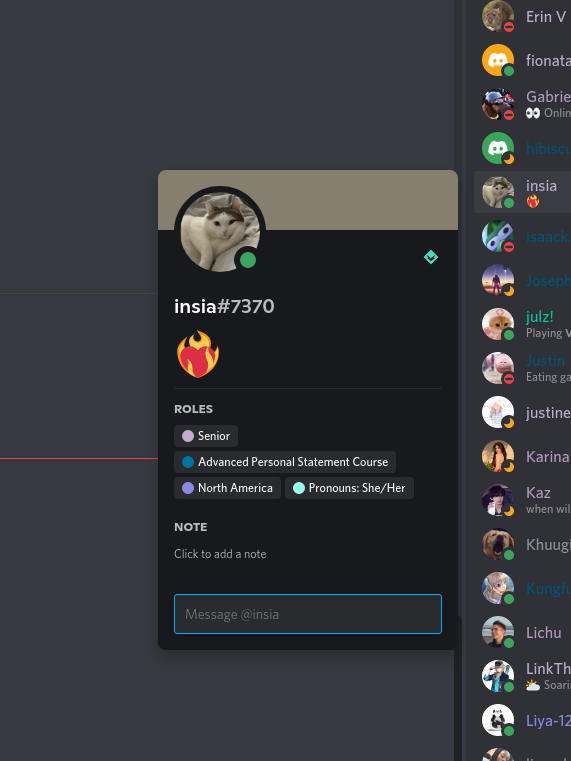 Erin V
fionata
Gabrie
👀 Onlin
hibiscu
insia
❤️‍🔥
isaack.
Joseph
julz!
Playing V
Justin
Eating ga
justine
Karina
Kaz
when wil
Khuugi
Kungfu
Lichu
LinkTh
⛅ Soari
Liya-12
insia#7370
❤️‍🔥
ROLES
Senior
Advanced Personal Statement Course
North America
Pronouns: She/Her
NOTE
Click to add a note
Message @insia